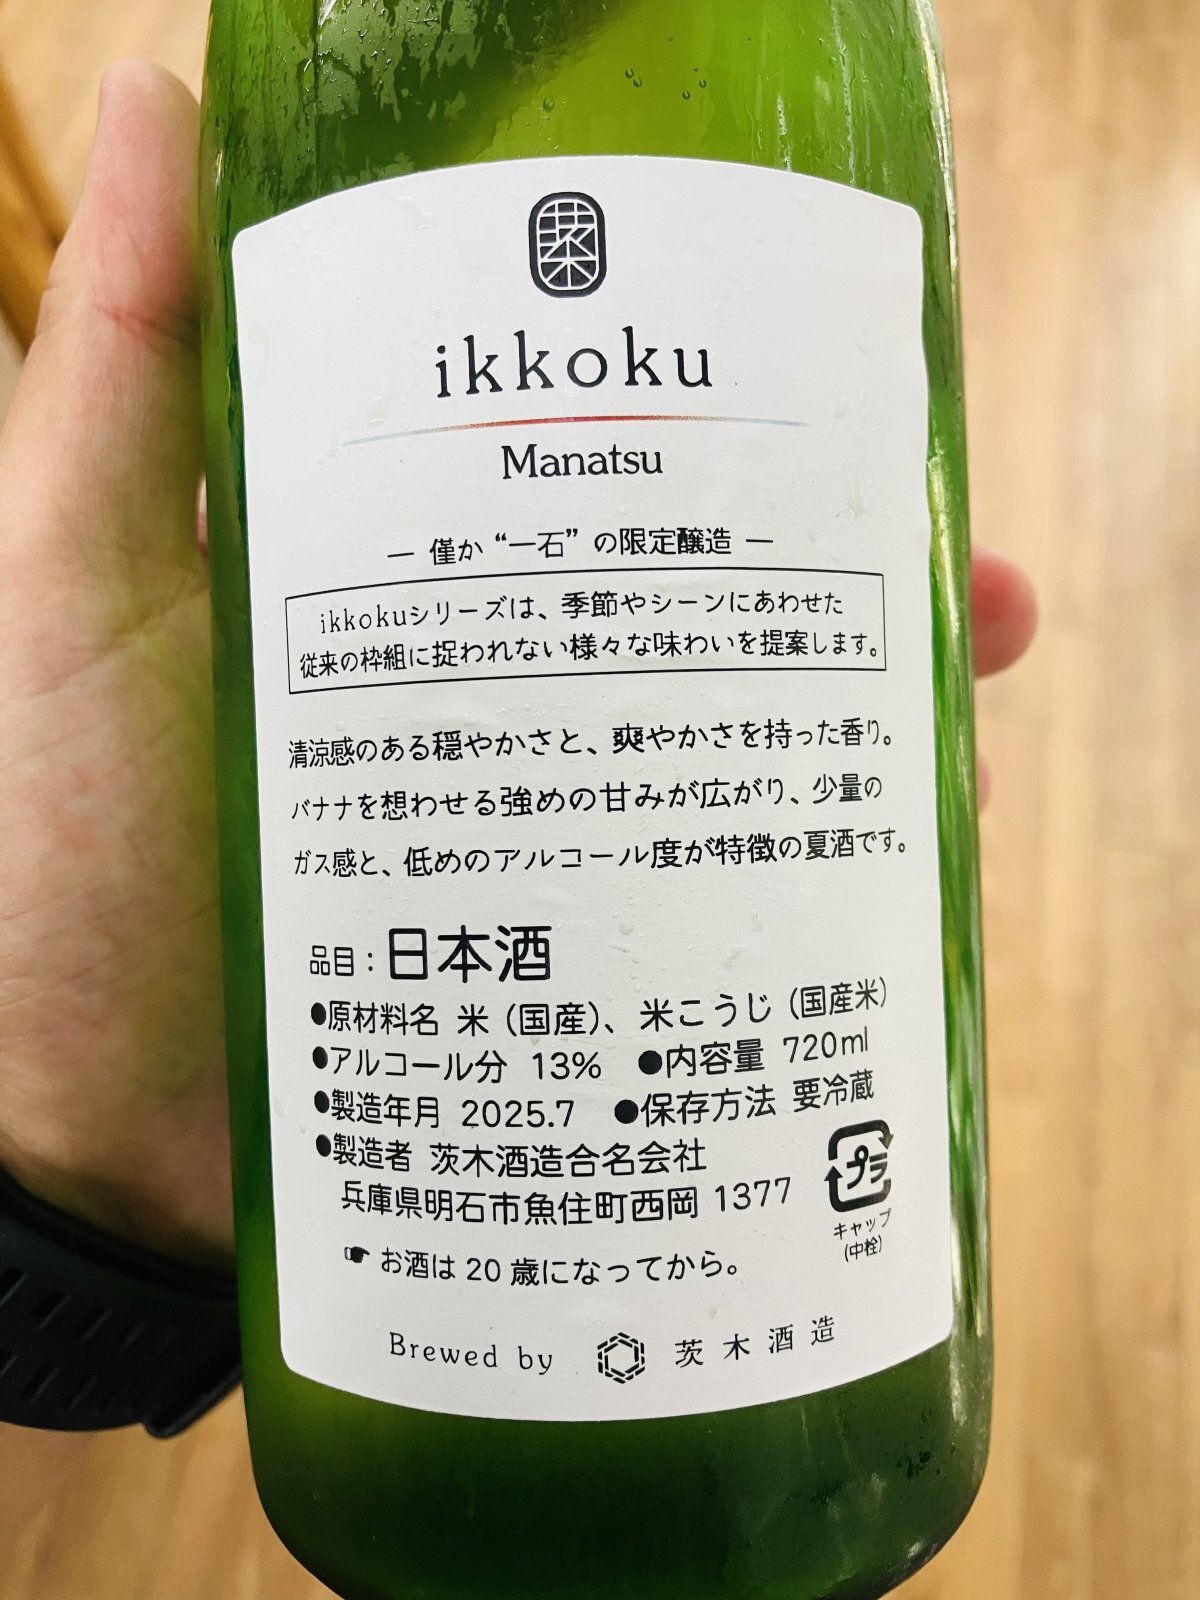 ikkoku
Manatsu
— 僅か“一石”の限定醸造 —
ikkokuシリーズは、季節やシーンにあわせた
従来の枠組に捉われない様々な味わいを提案します。
清涼感のある穏やかさと、爽やかさを持った香り。
バナナを想わせる強めの甘みが広がり、少量の
ガス感と、低めのアルコール度が特徴の夏酒です。
品目：日本酒
●原材料名 米（国産）、米こうじ（国産米）
●アルコール分 13% ●内容量 720ml
●製造年月 2025.7 ●保存方法 要冷蔵
●製造者 茨木酒造合名会社
兵庫県明石市魚住町西岡 1377
プラ
キャップ
(中栓)
☛ お酒は 20 歳になってから。
Brewed by 茨木酒造